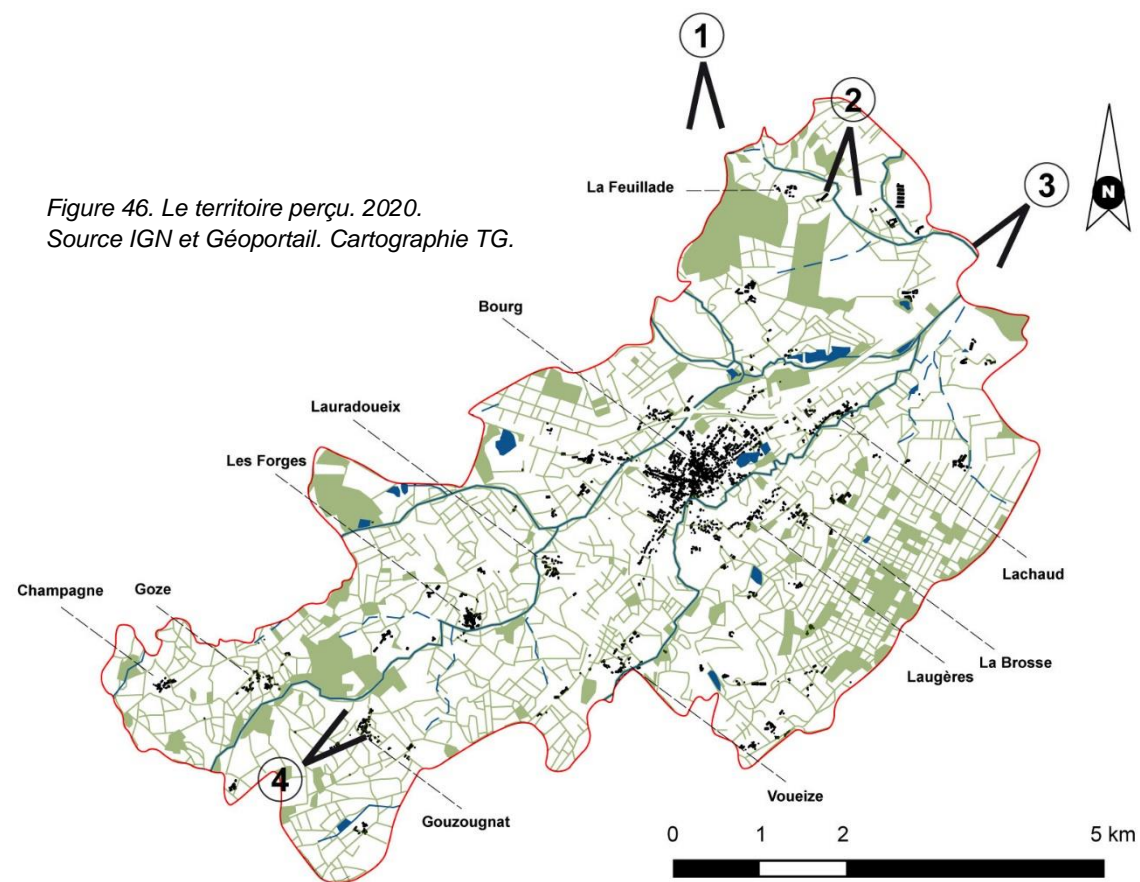 1
2
3
N
La Feuillade
Figure 46. Le territoire perçu. 2020.
Source IGN et Géoportail. Cartographie TG.
Bourg
Lauradoueix
Les Forges
Champagne
Goze
Lachaud
La Brosse
Laugères
Voueize
4
Gouzougnat
0 1 2 5 km